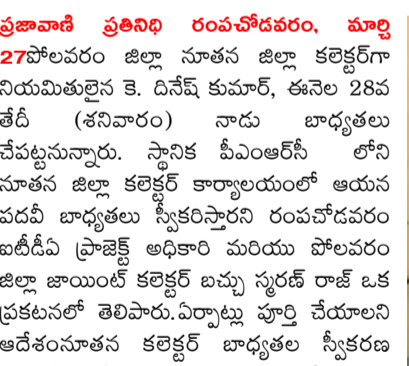 ప్రజావాణి ప్రతినిధి రంపచోడవరం, మార్చి
27పోలవరం జిల్లా నూతన జిల్లా కలెక్టర్‌గా
నియమితులైన కె. దినేష్ కుమార్, ఈనెల 28వ
తేదీ (శనివారం) నాడు బాధ్యతలు
చేపట్టనున్నారు. స్థానిక పీఎంఆర్‌సీ లోని
నూతన జిల్లా కలెక్టర్ కార్యాలయంలో ఆయన
పదవీ బాధ్యతలు స్వీకరిస్తారని రంపచోడవరం
ఐటీడీఏ ప్రాజెక్ట్ అధికారి మరియు పోలవరం
జిల్లా జాయింట్ కలెక్టర్ బచ్చు స్మరణ్ రాజ్ ఒక
ప్రకటనలో తెలిపారు.ఏర్పాట్లు పూర్తి చేయాలని
ఆదేశంనూతన కలెక్టర్ బాధ్యతల స్వీకరణ